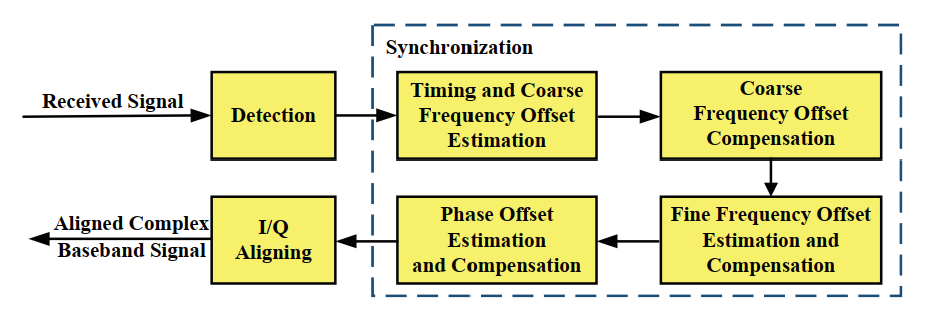 Synchronization
Received Signal
Detection
Timing and Coarse
Frequency Offset
Estimation
Coarse
Frequency Offset
Compensation
Fine Frequency Offset
Estimation and
Compensation
Phase Offset
Estimation
and Compensation
I/Q
Aligning
Aligned Complex
Baseband Signal